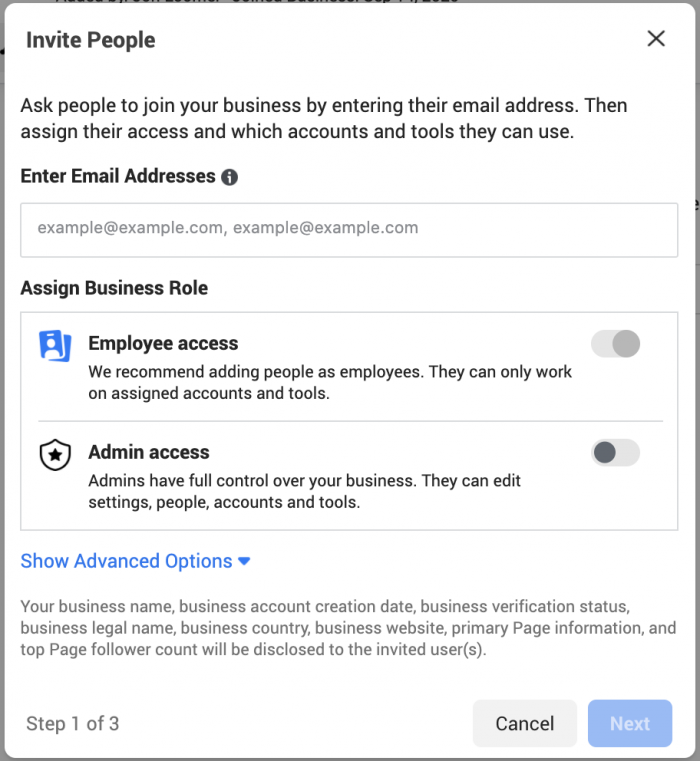 Invite People
Ask people to join your business by entering their email address. Then
assign their access and which accounts and tools they can use.
Enter Email Addresses
example@example.com, example@example.com
Assign Business Role
Employee access
We recommend adding people as employees. They can only work
on assigned accounts and tools.
Admin access
Admins have full control over your business. They can edit
settings, people, accounts and tools.
Show Advanced Options
Your business name, business account creation date, business verification status,
business legal name, business country, business website, primary Page information, and
top Page follower count will be disclosed to the invited user(s).
Step 1 of 3
Cancel
Next